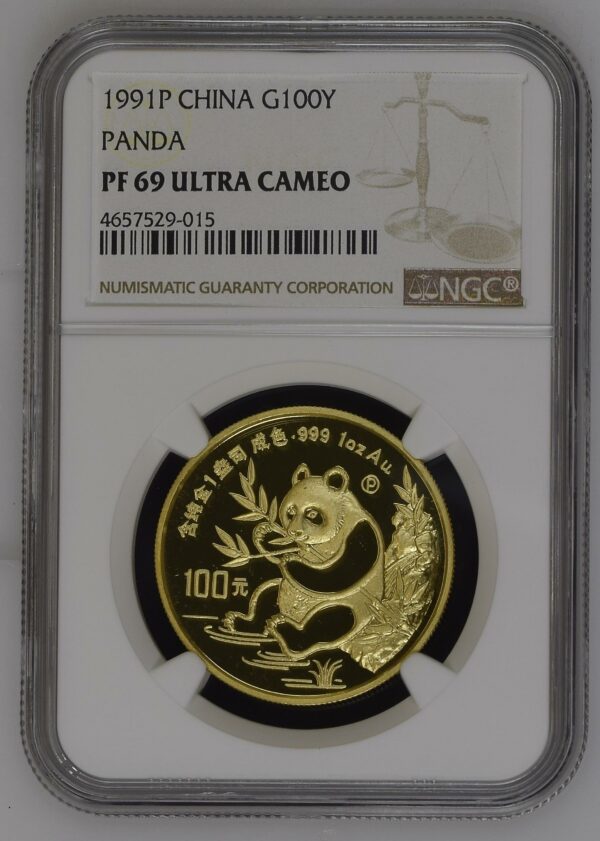 1991P CHINA G100Y
PANDA
PF 69 ULTRA CAMEO
4657529-015
NUMISMATIC GUARANTY CORPORATION
NGC®
含纯金1盎司 成色·999 1oz Au.
P
100元